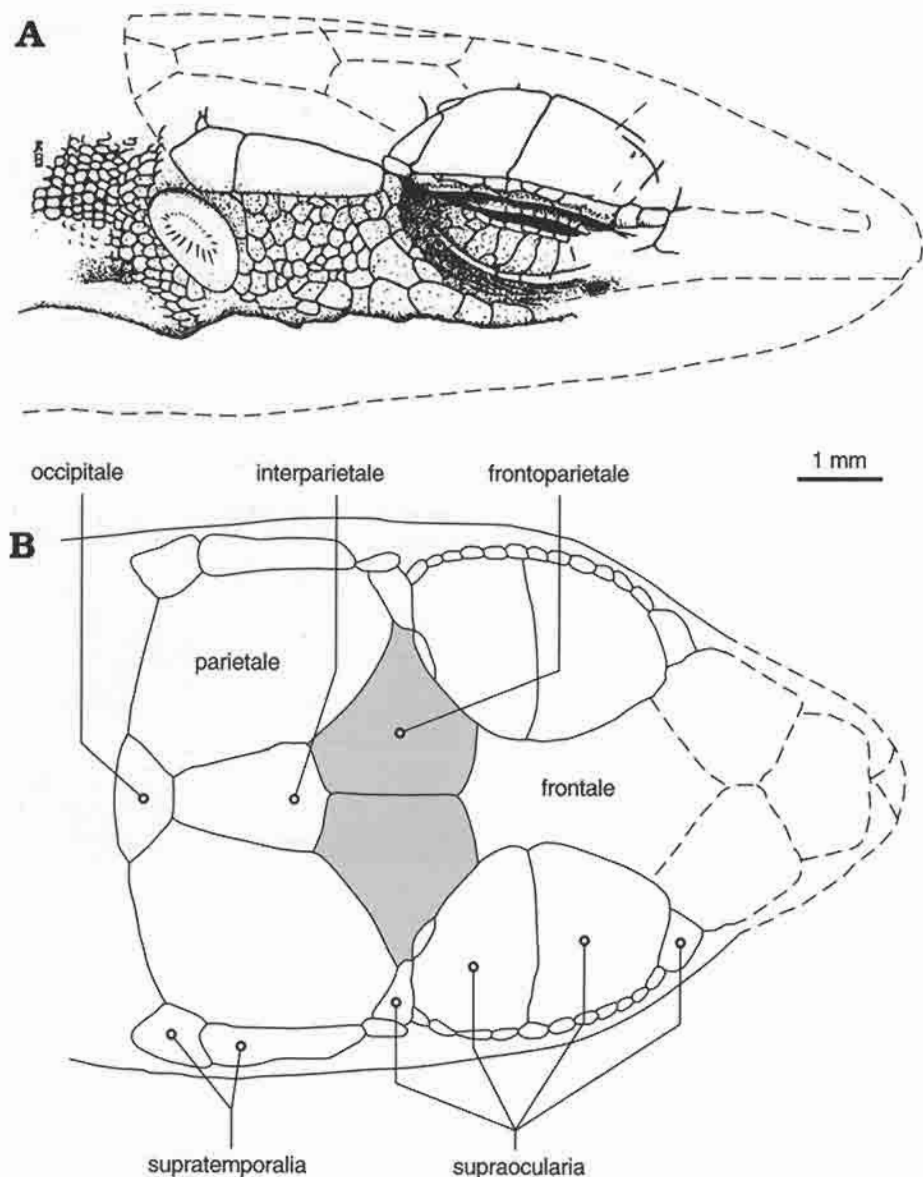 A
occipitale
interparietale
frontoparietale
1 mm
B
parietale
frontale
supratemporalia
supraocularia